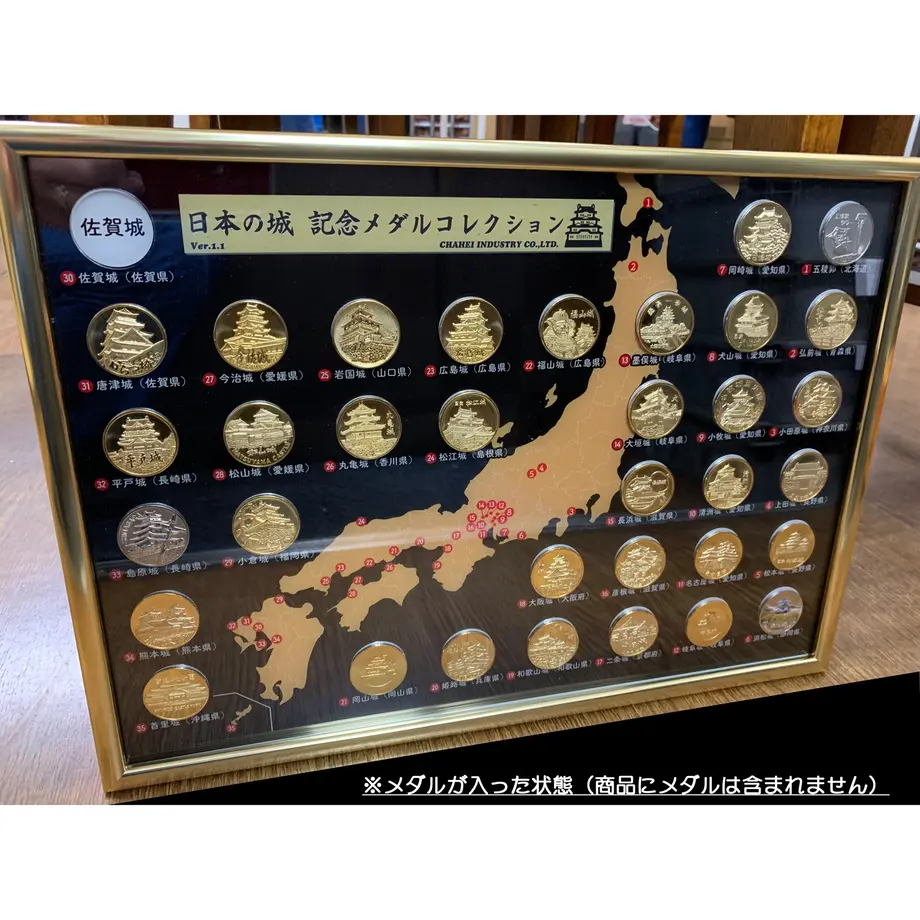 佐賀城
日本の城 記念メダルコレクション
Ver.1.1
CHAHEI INDUSTRY CO.,LTD.
30 佐賀城（佐賀県）
7 岡崎城（愛知県）
1 五稜郭（北海道）
31 唐津城（佐賀県）
27 今治城（愛媛県）
25 岩国城（山口県）
23 広島城（広島県）
22 福山城（広島県）
13 墨俣城（岐阜県）
8 犬山城（愛知県）
2 弘前城（青森県）
32 平戸城（長崎県）
28 松山城（愛媛県）
26 丸亀城（香川県）
24 松江城（島根県）
14 大垣城（岐阜県）
9 小牧城（愛知県）
3 小田原城（神奈川県）
33 島原城（長崎県）
29 小倉城（福岡県）
15 長浜城（滋賀県）
10 清洲城（愛知県）
4 上田城（長野県）
34 熊本城（熊本県）
18 大阪城（大阪府）
16 彦根城（滋賀県）
11 名古屋城（愛知県）
5 松本城（長野県）
35 首里城（沖縄県）
21 岡山城（岡山県）
20 姫路城（兵庫県）
19 和歌山城（和歌山県）
17 二条城（京都府）
12 岐阜城（岐阜県）
6 浜松城（静岡県）
※メダルが入った状態（商品にメダルは含まれません）